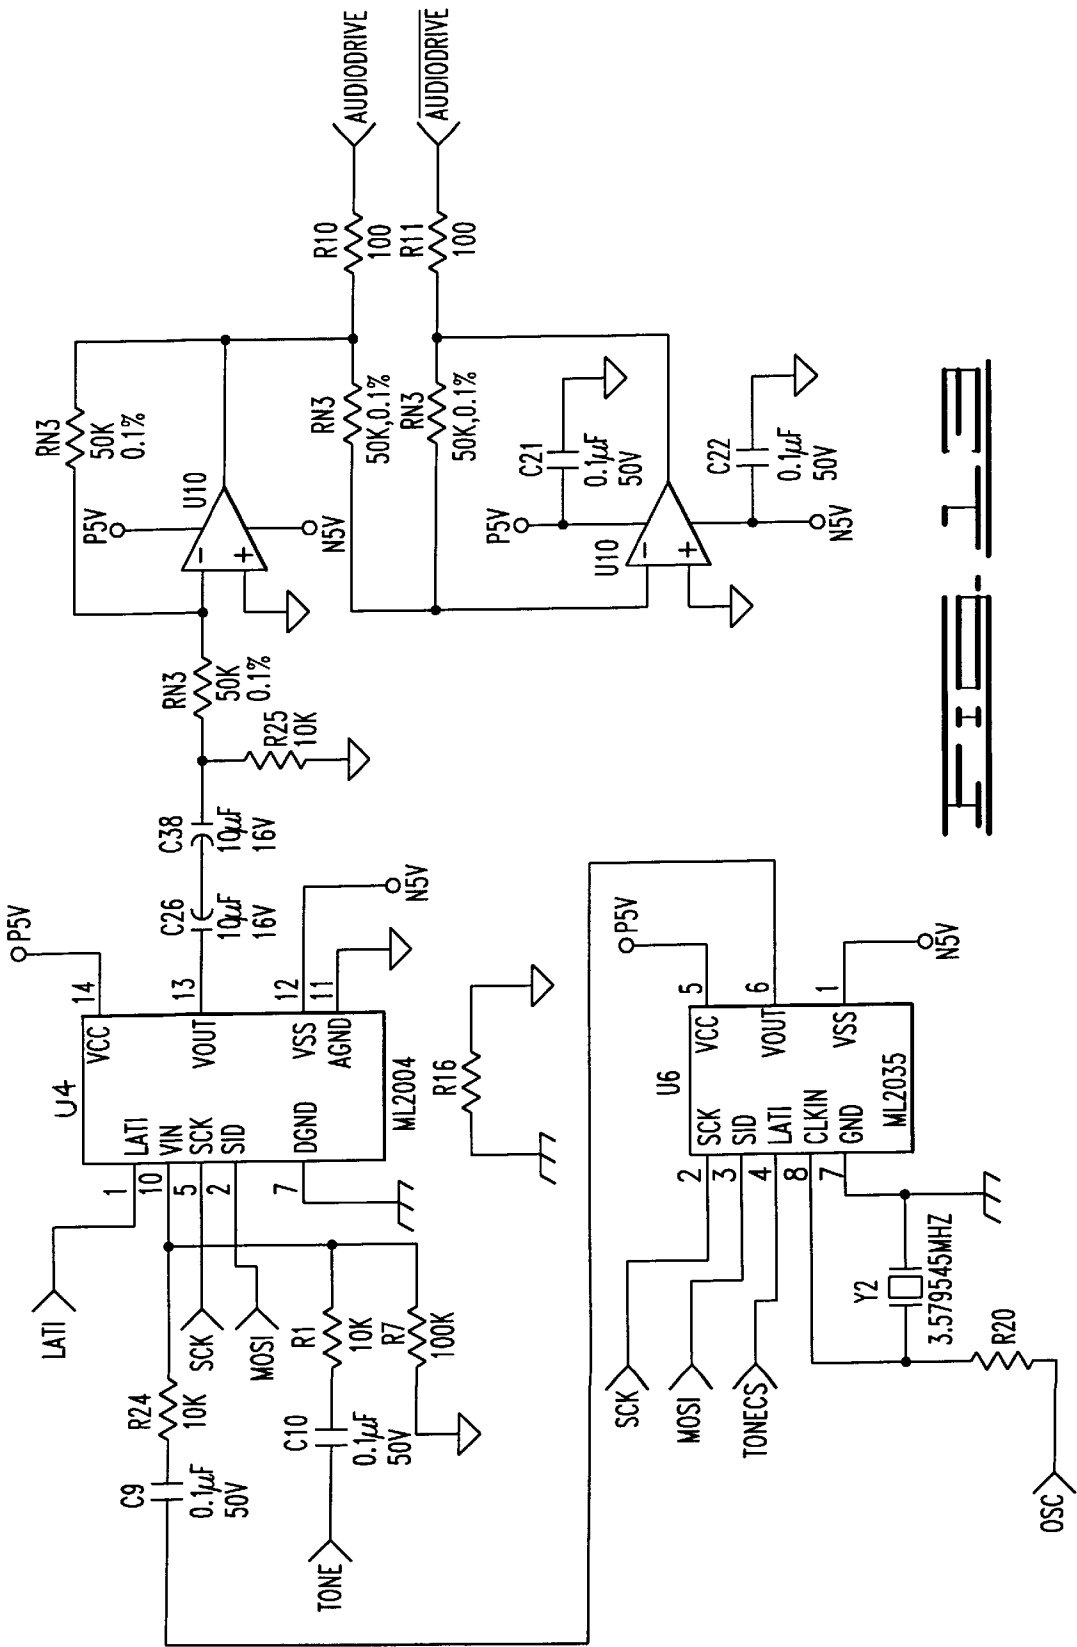 AUDIODRIVE
AUDIODRIVE
R10
100
R11
100
RN3
50K
0.1%
RN3
50K,0.1%
RN3
50K,0.1%
P5V
U10
N5V
C21
0.1µF
50V
C22
0.1µF
50V
P5V
U10
N5V
RN3
50K
0.1%
R25
10K
C38
10µF
16V
C26
10µF
16V
P5V
N5V
14
13
12
11
U4
VCC
VOUT
VSS
AGND
LATI
VIN
SCK
SID
DGND
ML2004
1
10
5
2
7
R16
LATI
SCK
MOSI
R24
10K
C9
0.1µF
50V
R1
10K
R7
100K
C10
0.1µF
50V
TONE
P5V
N5V
5
6
1
U6
VCC
VOUT
VSS
SCK
SID
LATI
CLKIN
GND
ML2035
2
3
4
8
7
SCK
MOSI
TONECS
Y2
3.579545MHZ
R20
OSC